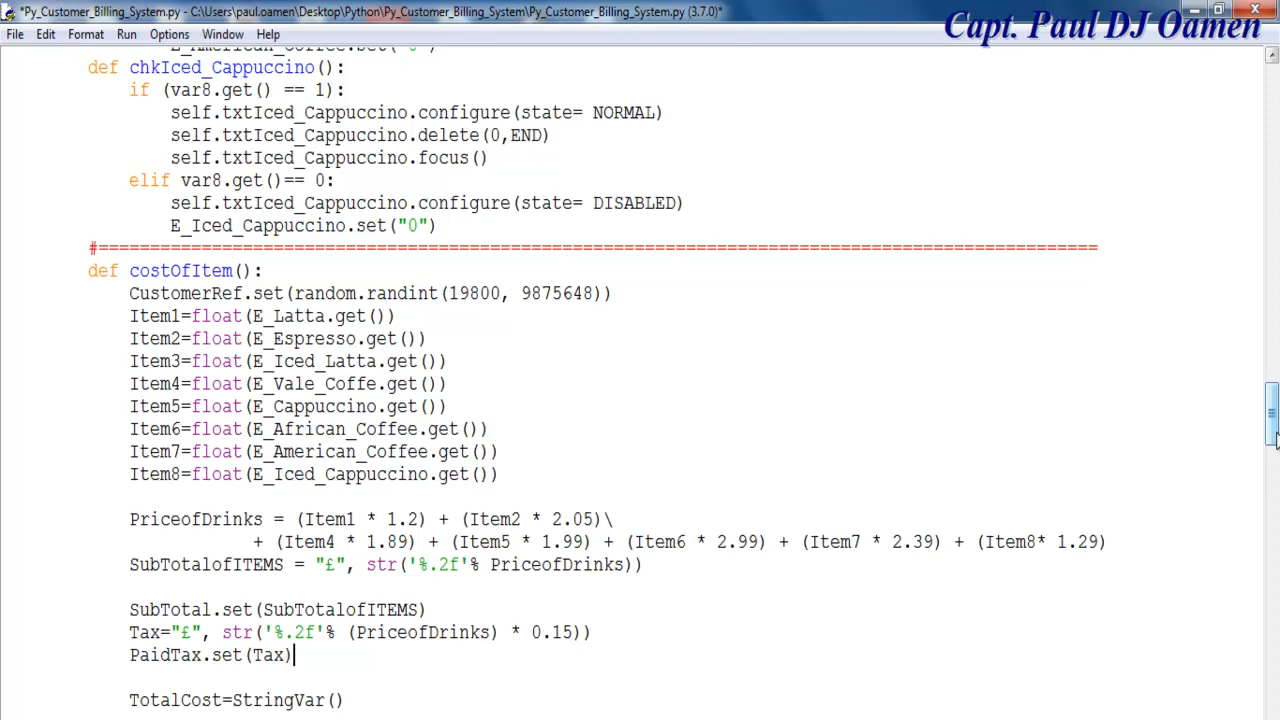 *Py_Customer_Billing_System.py - C:\Users\paul.oamen\Desktop\Python\Py_Customer_Billing_System\Py_Customer_Billing_System.py (3.7.0)*
Capt. Paul DJ Oamen
File Edit Format Run Options Window Help
E_American_Coffee.set("0")
def chkIced_Cappuccino():
if (var8.get() == 1):
self.txtIced_Cappuccino.configure(state= NORMAL)
self.txtIced_Cappuccino.delete(0,END)
self.txtIced_Cappuccino.focus()
elif var8.get()== 0:
self.txtIced_Cappuccino.configure(state= DISABLED)
E_Iced_Cappuccino.set("0")
#=================================================================================================
def costOfItem():
CustomerRef.set(random.randint(19800, 9875648))
Item1=float(E_Latta.get())
Item2=float(E_Espresso.get())
Item3=float(E_Iced_Latta.get())
Item4=float(E_Vale_Coffe.get())
Item5=float(E_Cappuccino.get())
Item6=float(E_African_Coffee.get())
Item7=float(E_American_Coffee.get())
Item8=float(E_Iced_Cappuccino.get())
PriceofDrinks = (Item1 * 1.2) + (Item2 * 2.05)\
+ (Item4 * 1.89) + (Item5 * 1.99) + (Item6 * 2.99) + (Item7 * 2.39) + (Item8* 1.29)
SubTotalofITEMS = "£", str('%.2f'% PriceofDrinks))
SubTotal.set(SubTotalofITEMS)
Tax="£", str('%.2f'% (PriceofDrinks) * 0.15))
PaidTax.set(Tax)
TotalCost=StringVar()